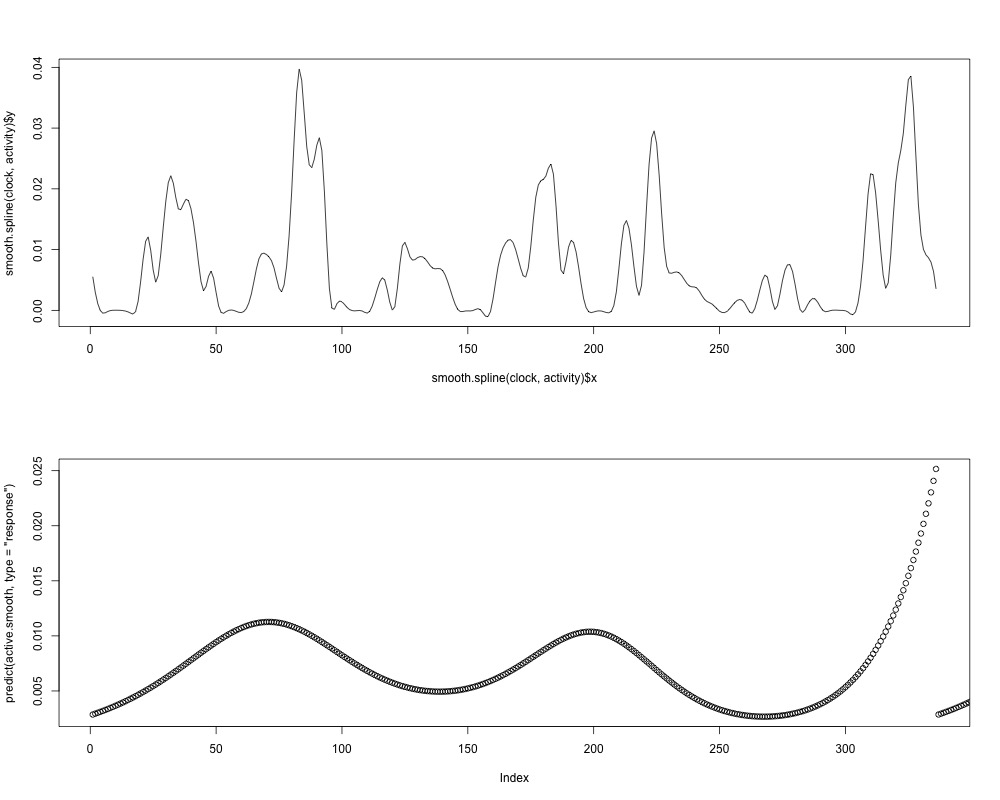 smooth.spline(clock, activity)$y
0.04
0.03
0.02
0.01
0.00
0 50 100 150 200 250 300
smooth.spline(clock, activity)$x
predict(active.smooth, type = "response")
0.025
0.020
0.015
0.010
0.005
0 50 100 150 200 250 300
Index